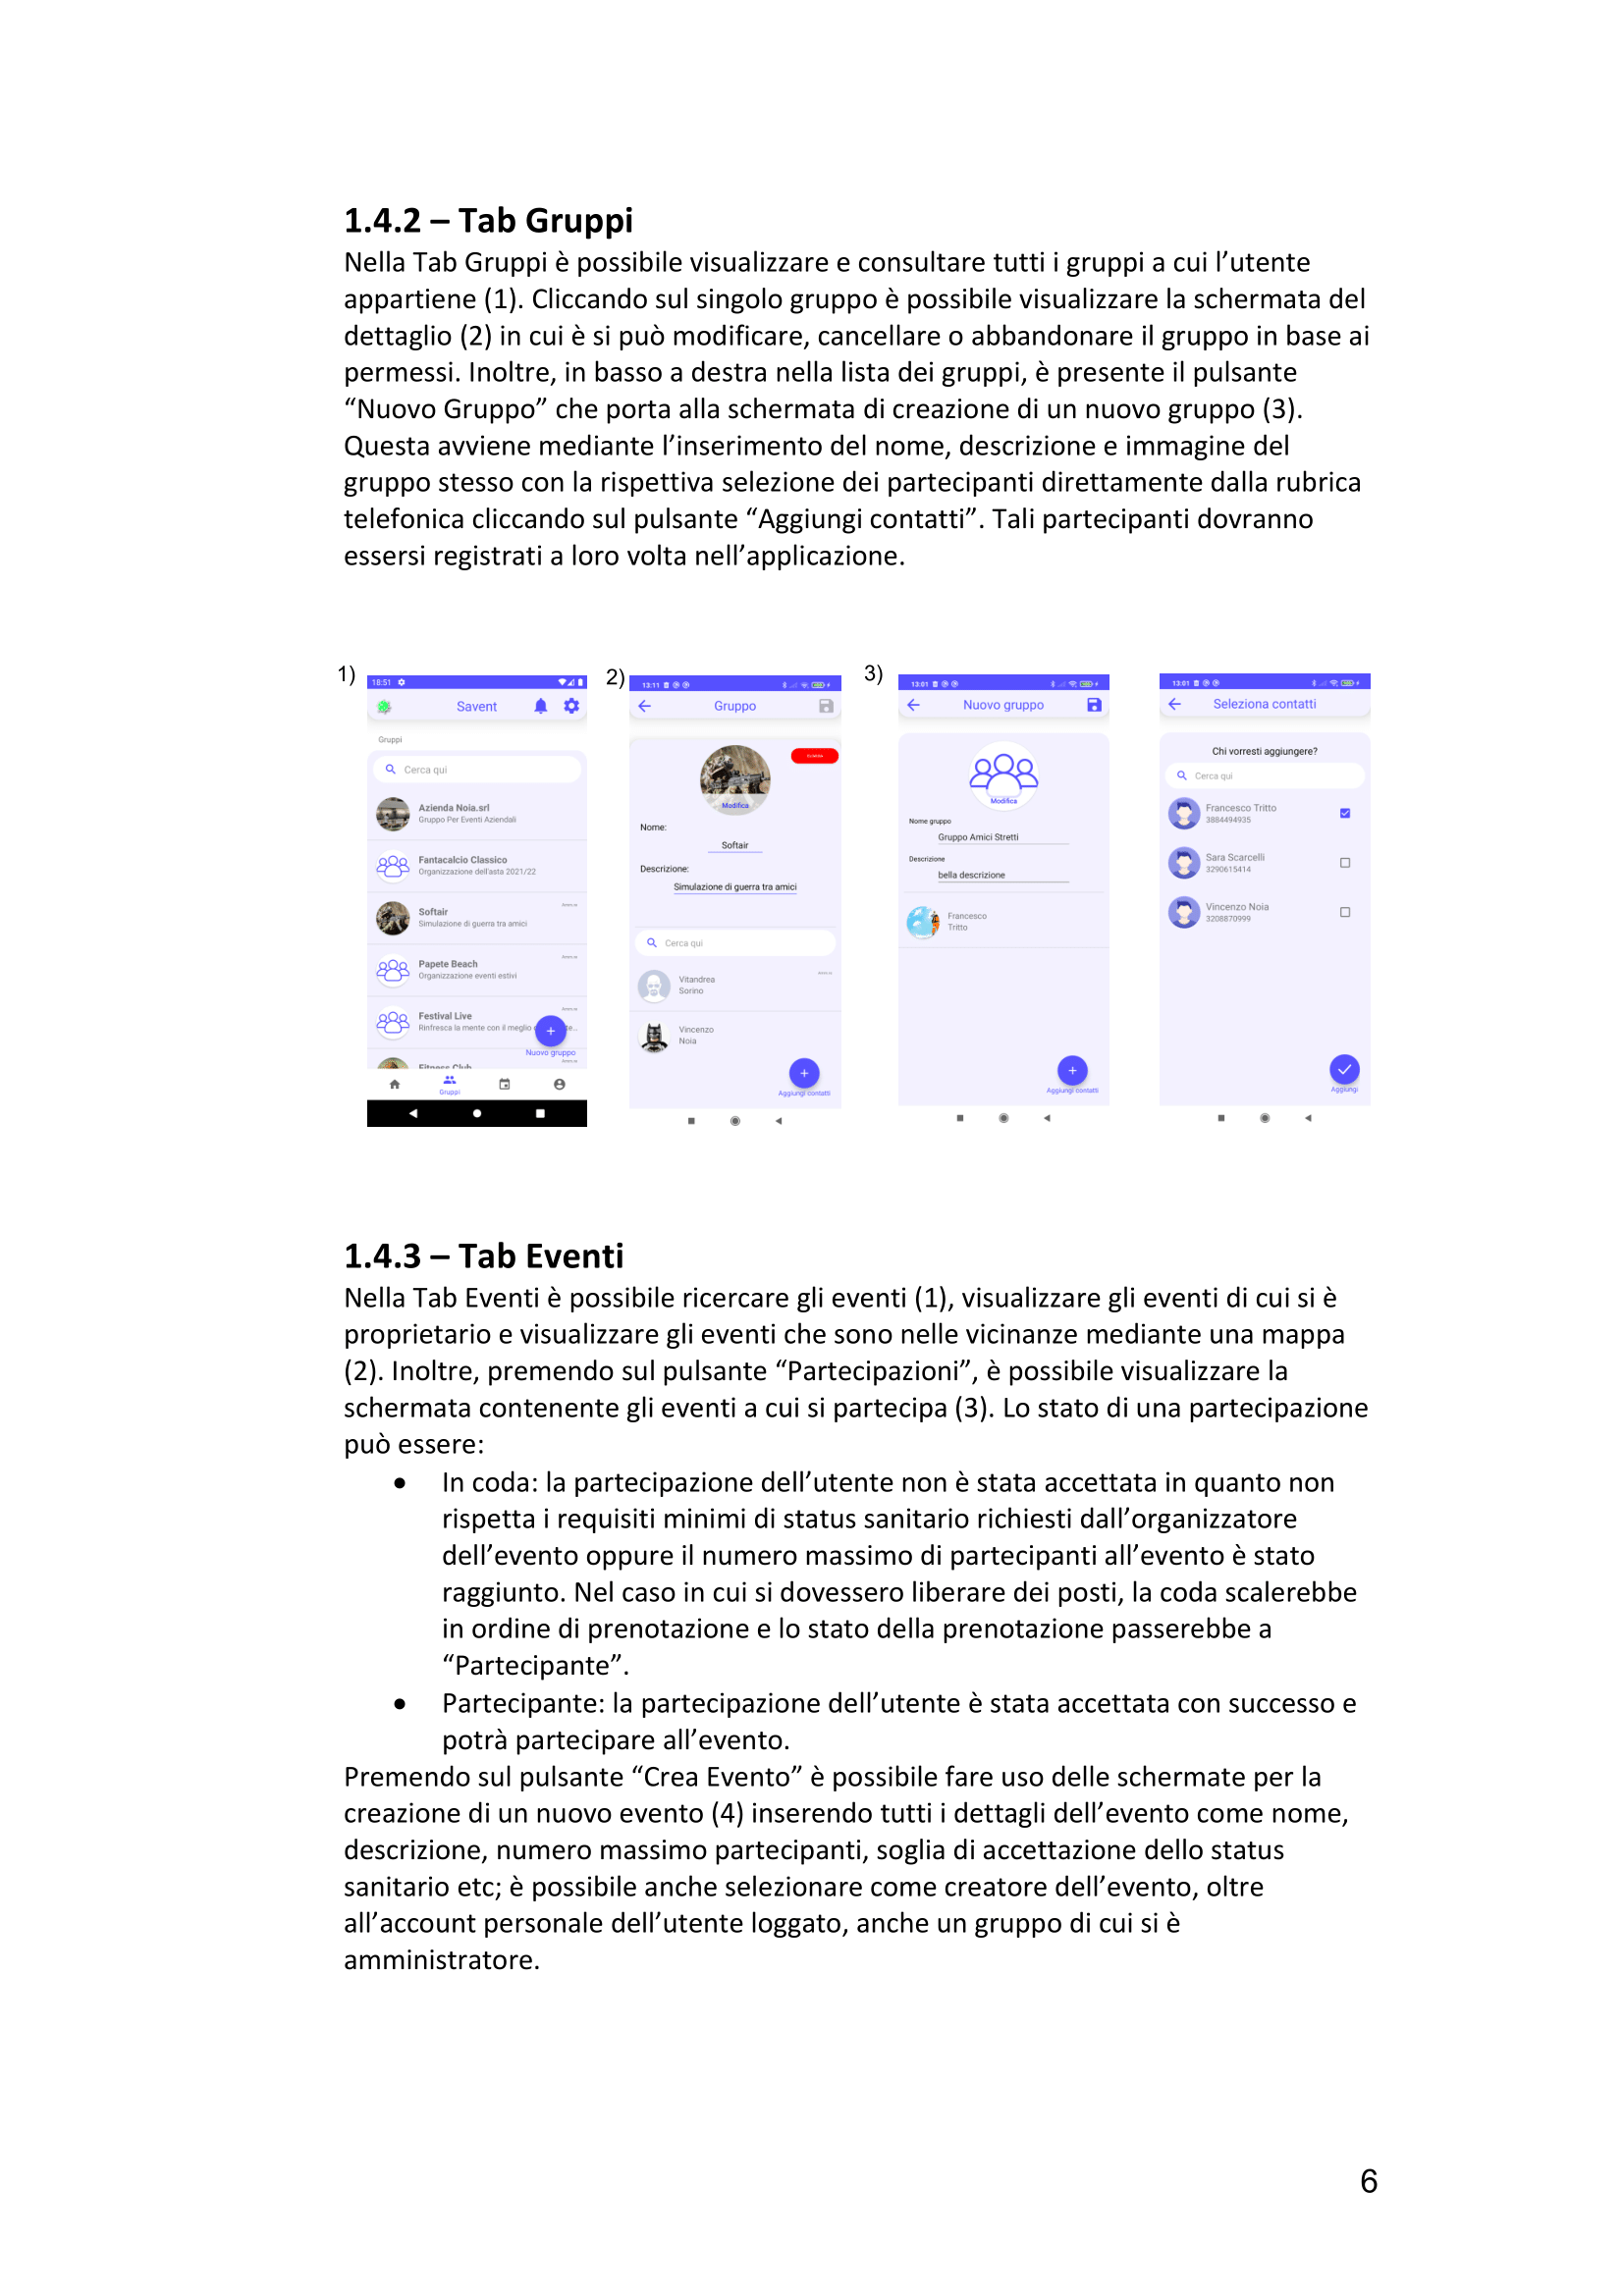 1.4.2 – Tab Gruppi
Nella Tab Gruppi è possibile visualizzare e consultare tutti i gruppi a cui l’utente
appartiene (1). Cliccando sul singolo gruppo è possibile visualizzare la schermata del
dettaglio (2) in cui è si può modificare, cancellare o abbandonare il gruppo in base ai
permessi. Inoltre, in basso a destra nella lista dei gruppi, è presente il pulsante
“Nuovo Gruppo” che porta alla schermata di creazione di un nuovo gruppo (3).
Questa avviene mediante l’inserimento del nome, descrizione e immagine del
gruppo stesso con la rispettiva selezione dei partecipanti direttamente dalla rubrica
telefonica cliccando sul pulsante “Aggiungi contatti”. Tali partecipanti dovranno
essersi registrati a loro volta nell’applicazione.
1)
18:51
Savent
Gruppi
Cerca qui
Azienda Noia.srl
Gruppo Per Eventi Aziendali
Fantacalcio Classico
Organizzazione dell'asta 2021/22
Softair
Simulazione di guerra tra amici
Papete Beach
Organizzazione eventi estivi
Festival Live
Rinfresca la mente con il meglio
Nuovo gruppo
Fitness Club
Gruppi
2)
13:11
Gruppo
Modifica
Nome:
Softair
Descrizione:
Simulazione di guerra tra amici
Cerca qui
Vitandrea
Sorino
Vincenzo
Noia
Aggiungi contatti
3)
13:01
Nuovo gruppo
Modifica
Nome gruppo
Gruppo Amici Stretti
Descrizione
bella descrizione
Francesco
Tritto
Aggiungi contatti
13:01
Seleziona contatti
Chi vorresti aggiungere?
Cerca qui
Francesco Tritto
3884494935
Sara Scarcelli
3290615414
Vincenzo Noia
3208870999
Aggiungi
1.4.3 – Tab Eventi
Nella Tab Eventi è possibile ricercare gli eventi (1), visualizzare gli eventi di cui si è
proprietario e visualizzare gli eventi che sono nelle vicinanze mediante una mappa
(2). Inoltre, premendo sul pulsante “Partecipazioni”, è possibile visualizzare la
schermata contenente gli eventi a cui si partecipa (3). Lo stato di una partecipazione
può essere:
• In coda: la partecipazione dell’utente non è stata accettata in quanto non
rispetta i requisiti minimi di status sanitario richiesti dall’organizzatore
dell’evento oppure il numero massimo di partecipanti all’evento è stato
raggiunto. Nel caso in cui si dovessero liberare dei posti, la coda scalerebbe
in ordine di prenotazione e lo stato della prenotazione passerebbe a
“Partecipante”.
• Partecipante: la partecipazione dell’utente è stata accettata con successo e
potrà partecipare all’evento.
Premendo sul pulsante “Crea Evento” è possibile fare uso delle schermate per la
creazione di un nuovo evento (4) inserendo tutti i dettagli dell’evento come nome,
descrizione, numero massimo partecipanti, soglia di accettazione dello status
sanitario etc; è possibile anche selezionare come creatore dell’evento, oltre
all’account personale dell’utente loggato, anche un gruppo di cui si è
amministratore.
6